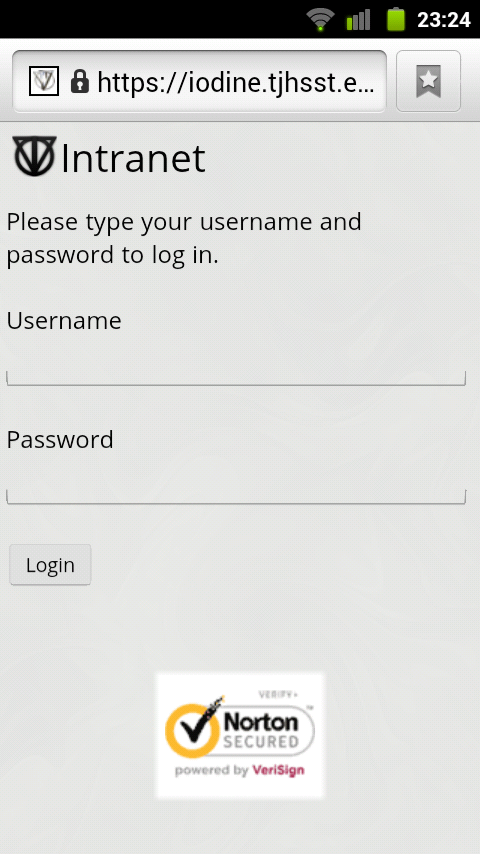 23:24
https://iodine.tjhsst.e...
Intranet
Please type your username and
password to log in.
Username
Password
Login
VERIFY▸
Norton™
SECURED
powered by VeriSign